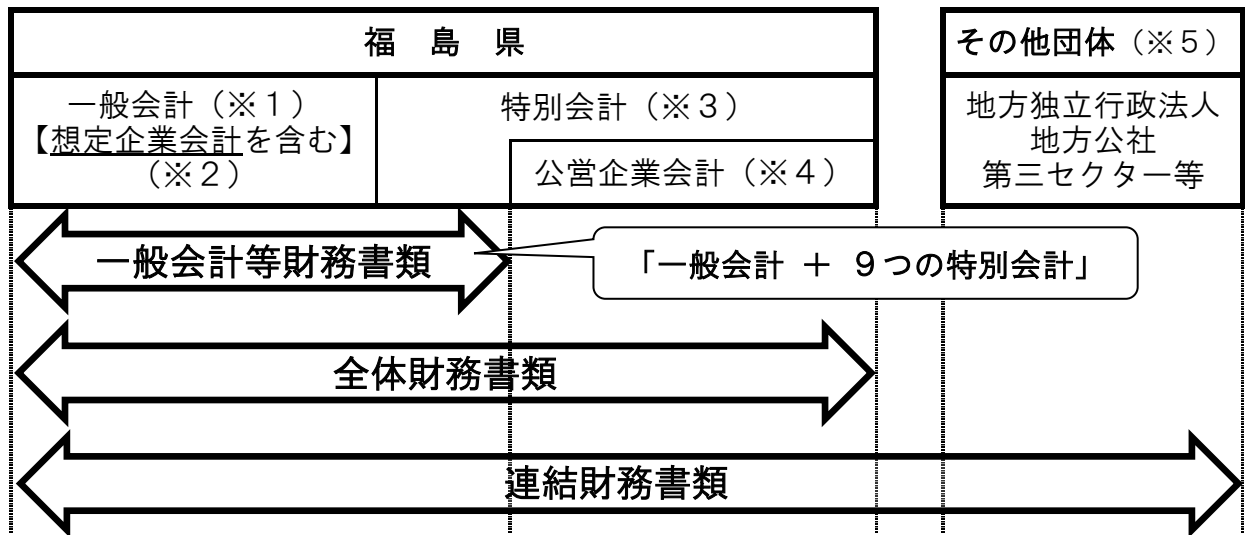 福 島 県
その他団体（※５）
一般会計（※１）
【想定企業会計を含む】
（※２）
特別会計（※３）
公営企業会計（※４）
地方独立行政法人
地方公社
第三セクター等
一般会計等財務書類
「一般会計 ＋ ９つの特別会計」
全体財務書類
連結財務書類